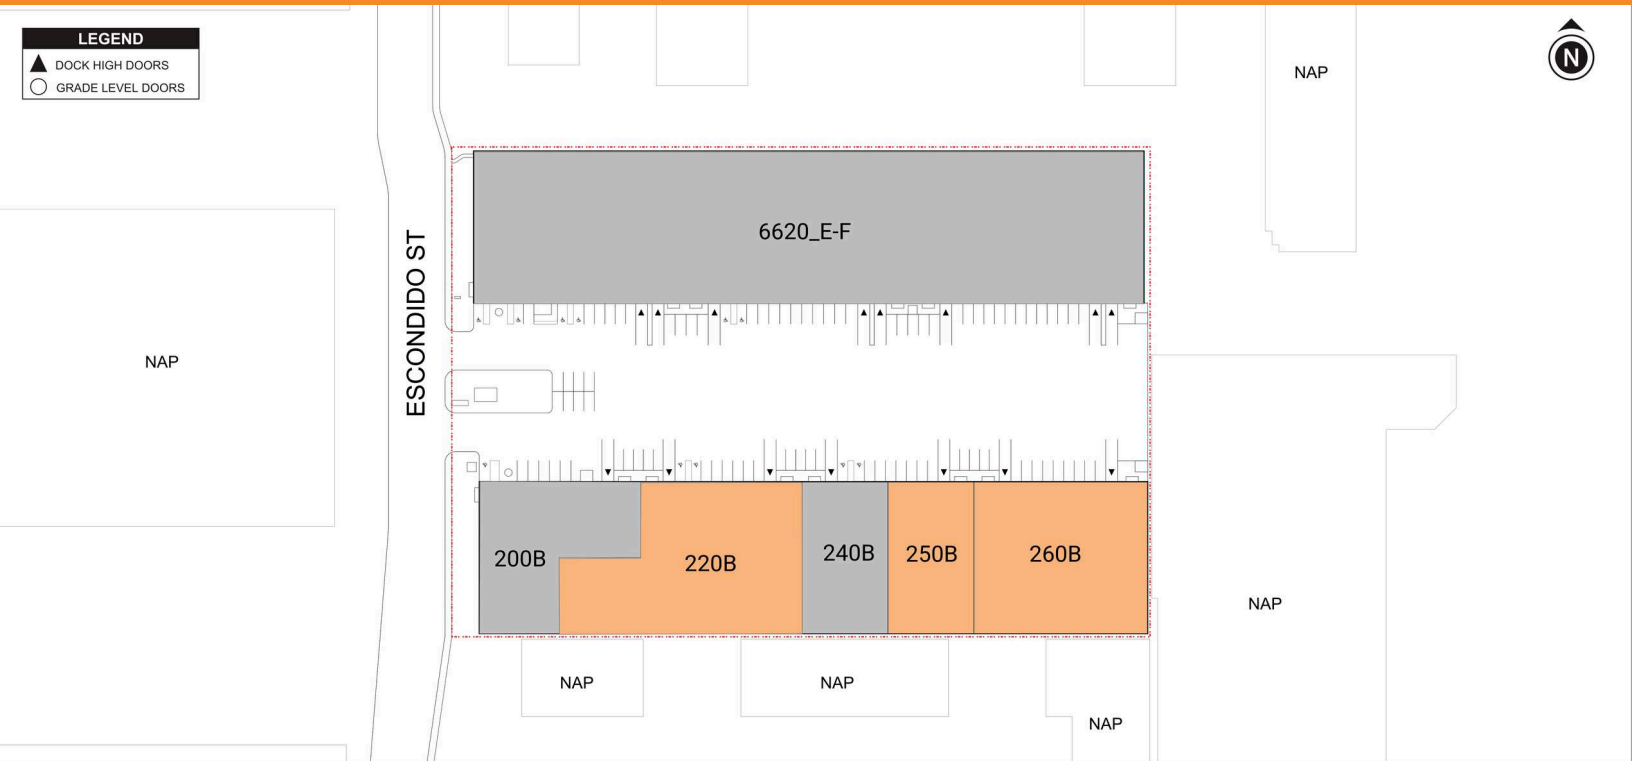 LEGEND
DOCK HIGH DOORS
GRADE LEVEL DOORS
N
NAP
6620_E-F
ESCONDIDO ST
NAP
200B
220B
240B
250B
260B
NAP
NAP
NAP
NAP